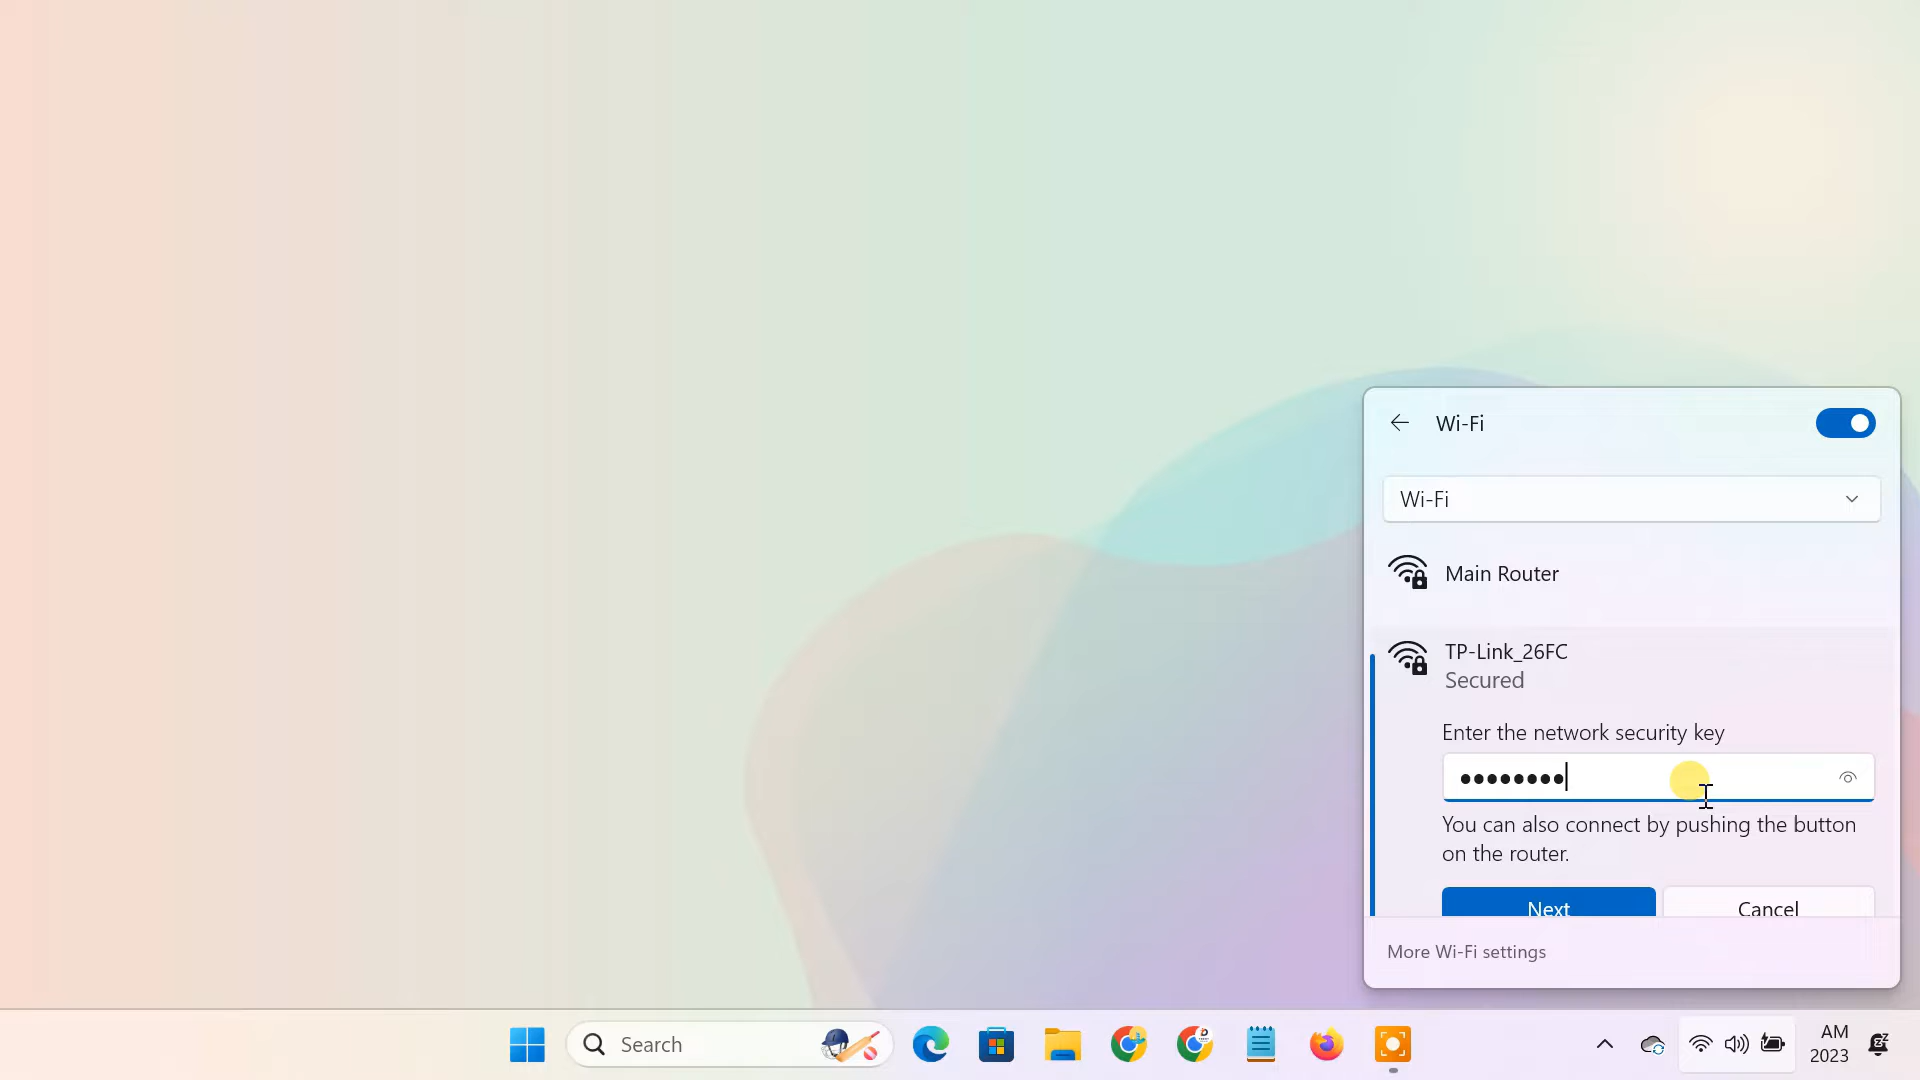 Wi-Fi
Wi-Fi
Main Router
TP-Link_26FC
Secured
Enter the network security key
You can also connect by pushing the button
on the router.
Next Cancel
More Wi-Fi settings
Search
AM
2023